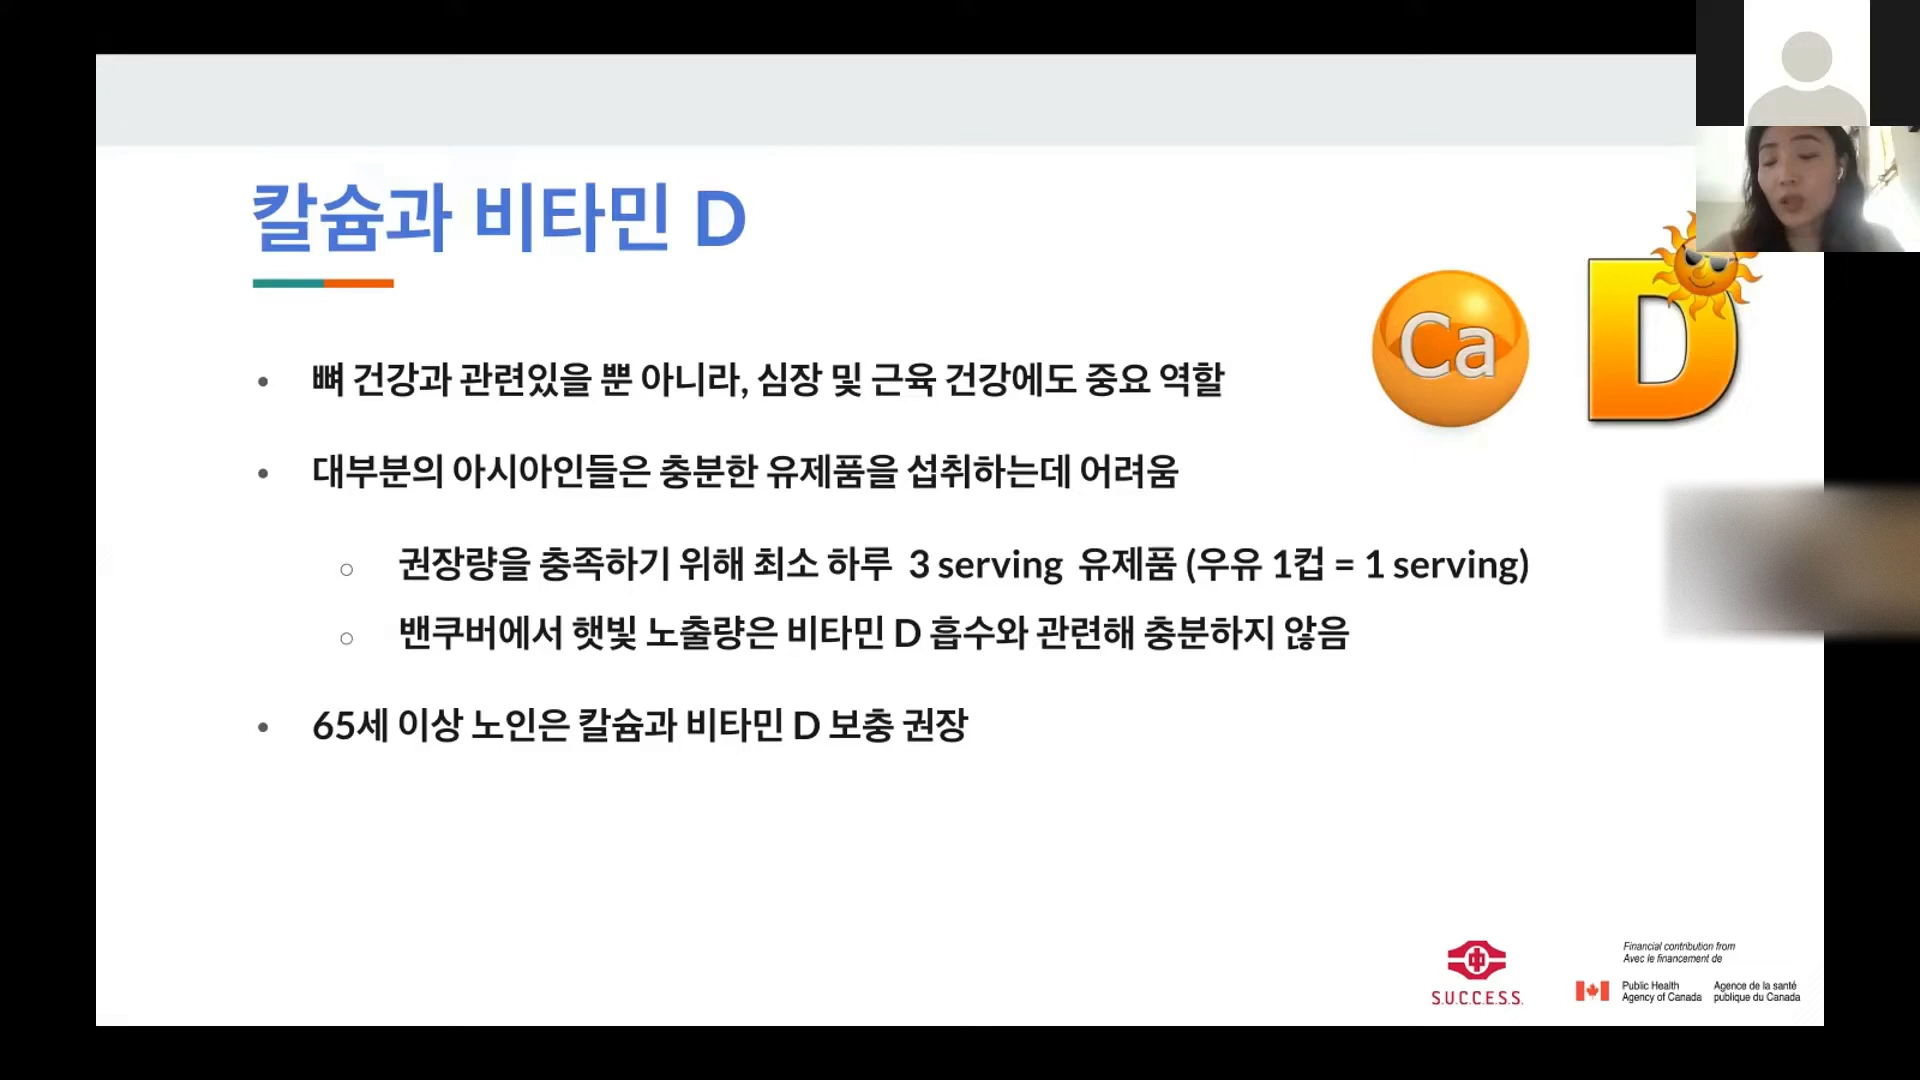 칼슘과 비타민 D
Ca
D
• 뼈 건강과 관련있을 뿐 아니라, 심장 및 근육 건강에도 중요 역할
• 대부분의 아시아인들은 충분한 유제품을 섭취하는데 어려움
○ 권장량을 충족하기 위해 최소 하루 3 serving 유제품 (우유 1컵 = 1 serving)
○ 밴쿠버에서 햇빛 노출량은 비타민 D 흡수와 관련해 충분하지 않음
• 65세 이상 노인은 칼슘과 비타민 D 보충 권장
中
S.U.C.C.E.S.S.
Financial contribution from
Avec le financement de
Public Health
Agency of Canada
Agence de la santé
publique du Canada